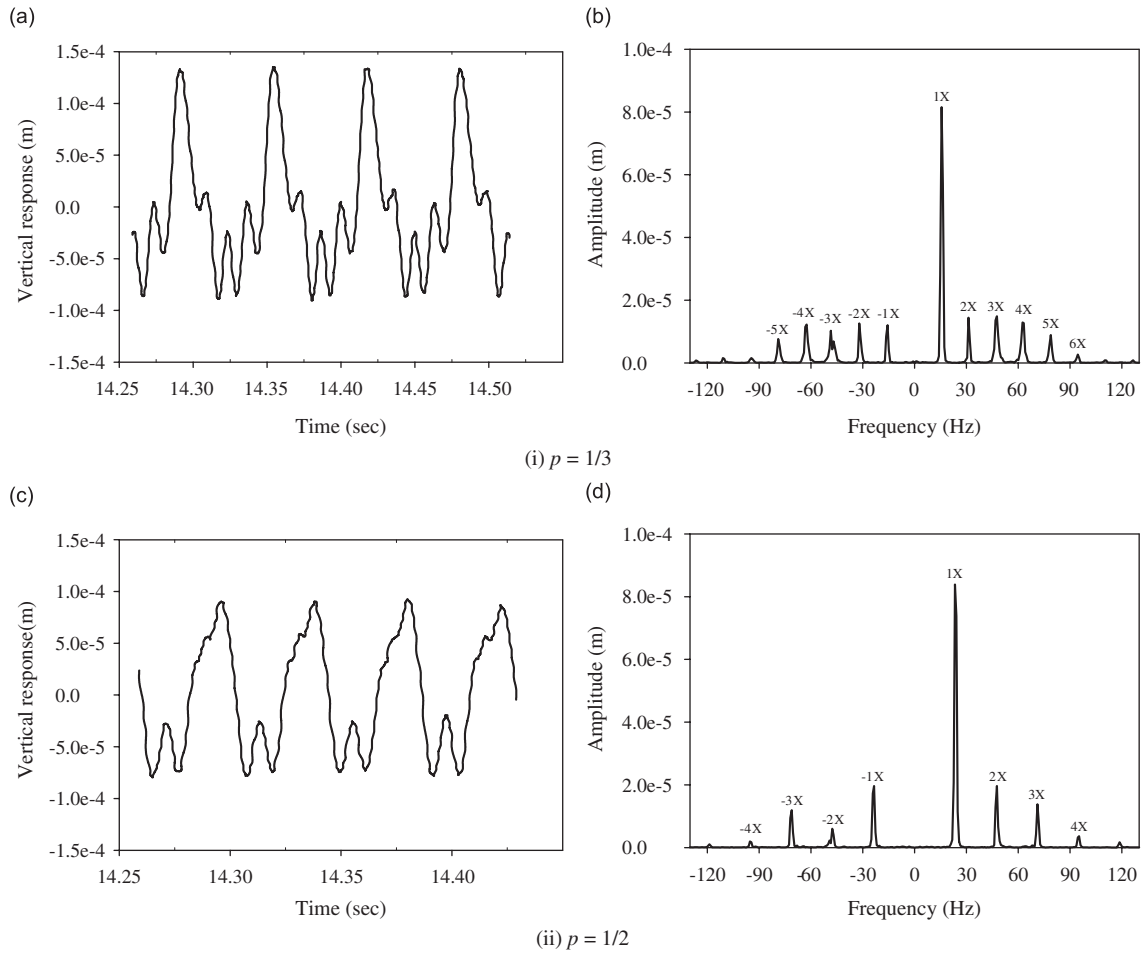 (a)
Vertical response (m)
1.5e-4
1.0e-4
5.0e-5
0.0
-5.0e-5
-1.0e-4
-1.5e-4
14.25 14.30 14.35 14.40 14.45 14.50
Time (sec)
(b)
Amplitude (m)
1.0e-4
8.0e-5
6.0e-5
4.0e-5
2.0e-5
0.0
-5X -4X -3X -2X -1X 1X 2X 3X 4X 5X 6X
-120 -90 -60 -30 0 30 60 90 120
Frequency (Hz)
(i) p = 1/3
(c)
Vertical response(m)
1.5e-4
1.0e-4
5.0e-5
0.0
-5.0e-5
-1.0e-4
-1.5e-4
14.25 14.30 14.35 14.40
Time (sec)
(d)
Amplitude (m)
1.0e-4
8.0e-5
6.0e-5
4.0e-5
2.0e-5
0.0
-4X -3X -2X -1X 1X 2X 3X 4X
-120 -90 -60 -30 0 30 60 90 120
Frequency (Hz)
(ii) p = 1/2